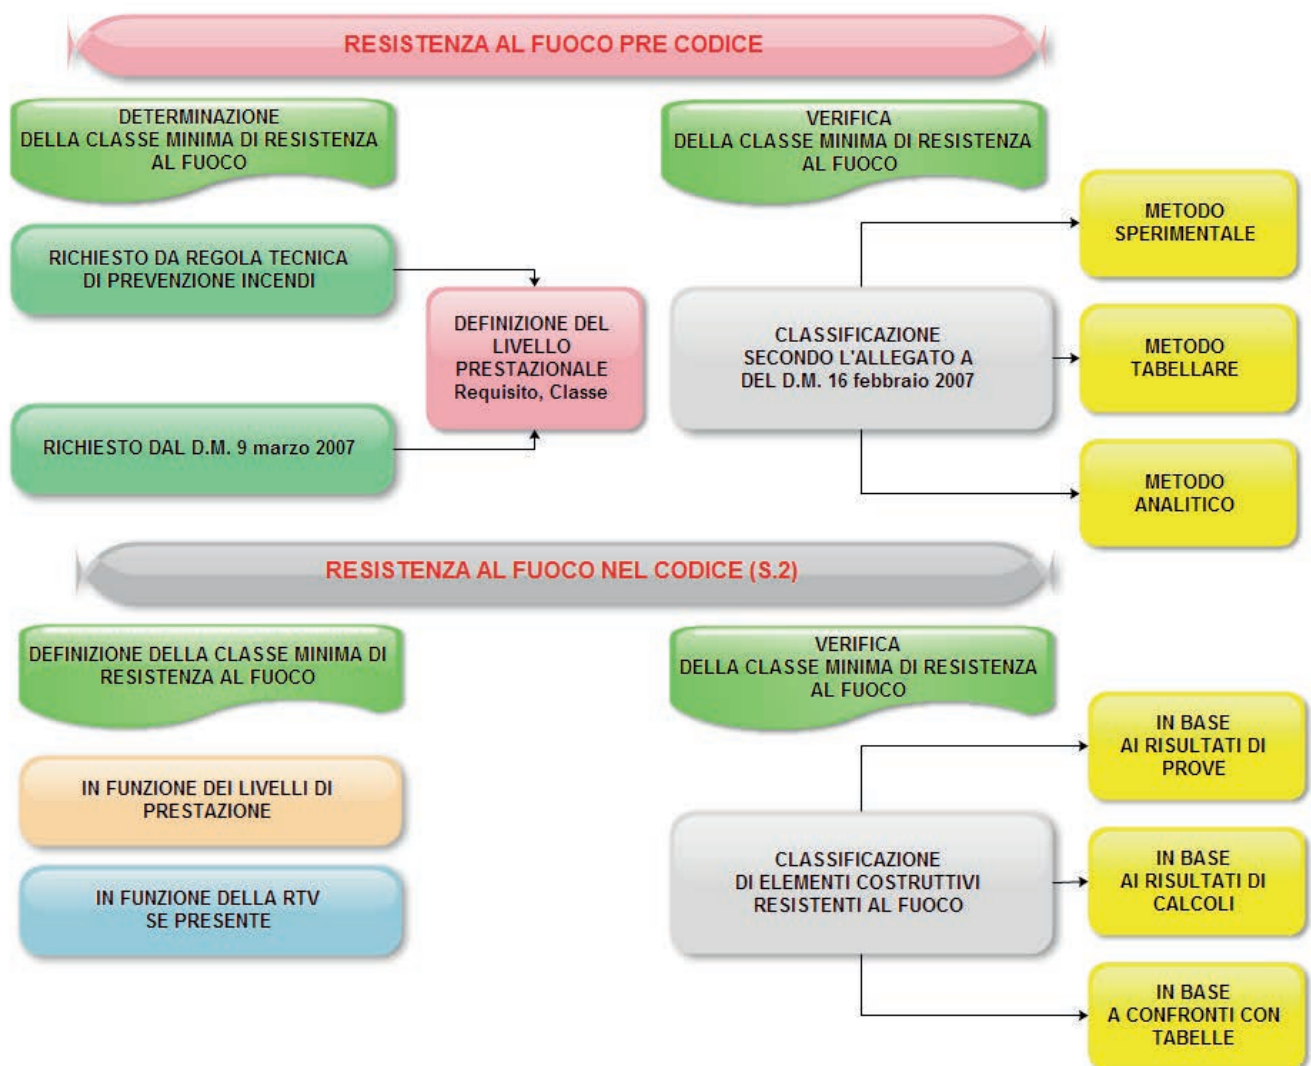 RESISTENZA AL FUOCO PRE CODICE
DETERMINAZIONE
DELLA CLASSE MINIMA DI RESISTENZA
AL FUOCO
RICHIESTO DA REGOLA TECNICA
DI PREVENZIONE INCENDI
RICHIESTO DAL D.M. 9 marzo 2007
DEFINIZIONE DEL
LIVELLO
PRESTAZIONALE
Requisito, Classe
VERIFICA
DELLA CLASSE MINIMA DI RESISTENZA
AL FUOCO
CLASSIFICAZIONE
SECONDO L'ALLEGATO A
DEL D.M. 16 febbraio 2007
METODO
SPERIMENTALE
METODO
TABELLARE
METODO
ANALITICO
RESISTENZA AL FUOCO NEL CODICE (S.2)
DEFINIZIONE DELLA CLASSE MINIMA DI
RESISTENZA AL FUOCO
IN FUNZIONE DEI LIVELLI DI
PRESTAZIONE
IN FUNZIONE DELLA RTV
SE PRESENTE
VERIFICA
DELLA CLASSE MINIMA DI RESISTENZA
AL FUOCO
CLASSIFICAZIONE
DI ELEMENTI COSTRUTTIVI
RESISTENTI AL FUOCO
IN BASE
AI RISULTATI DI
PROVE
IN BASE
AI RISULTATI DI
CALCOLI
IN BASE
A CONFRONTI CON
TABELLE